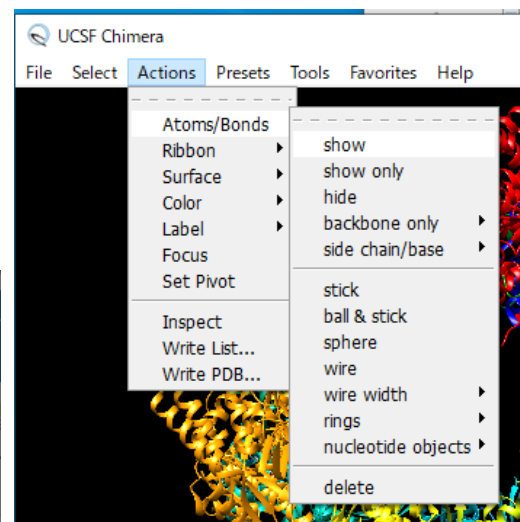 UCSF Chimera
File Select Actions Presets Tools Favorites Help
Atoms/Bonds
Ribbon
Surface
Color
Label
Focus
Set Pivot
Inspect
Write List...
Write PDB...
show
show only
hide
backbone only
side chain/base
stick
ball & stick
sphere
wire
wire width
rings
nucleotide objects
delete